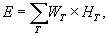 E = ∑_T W_T × H_T ,